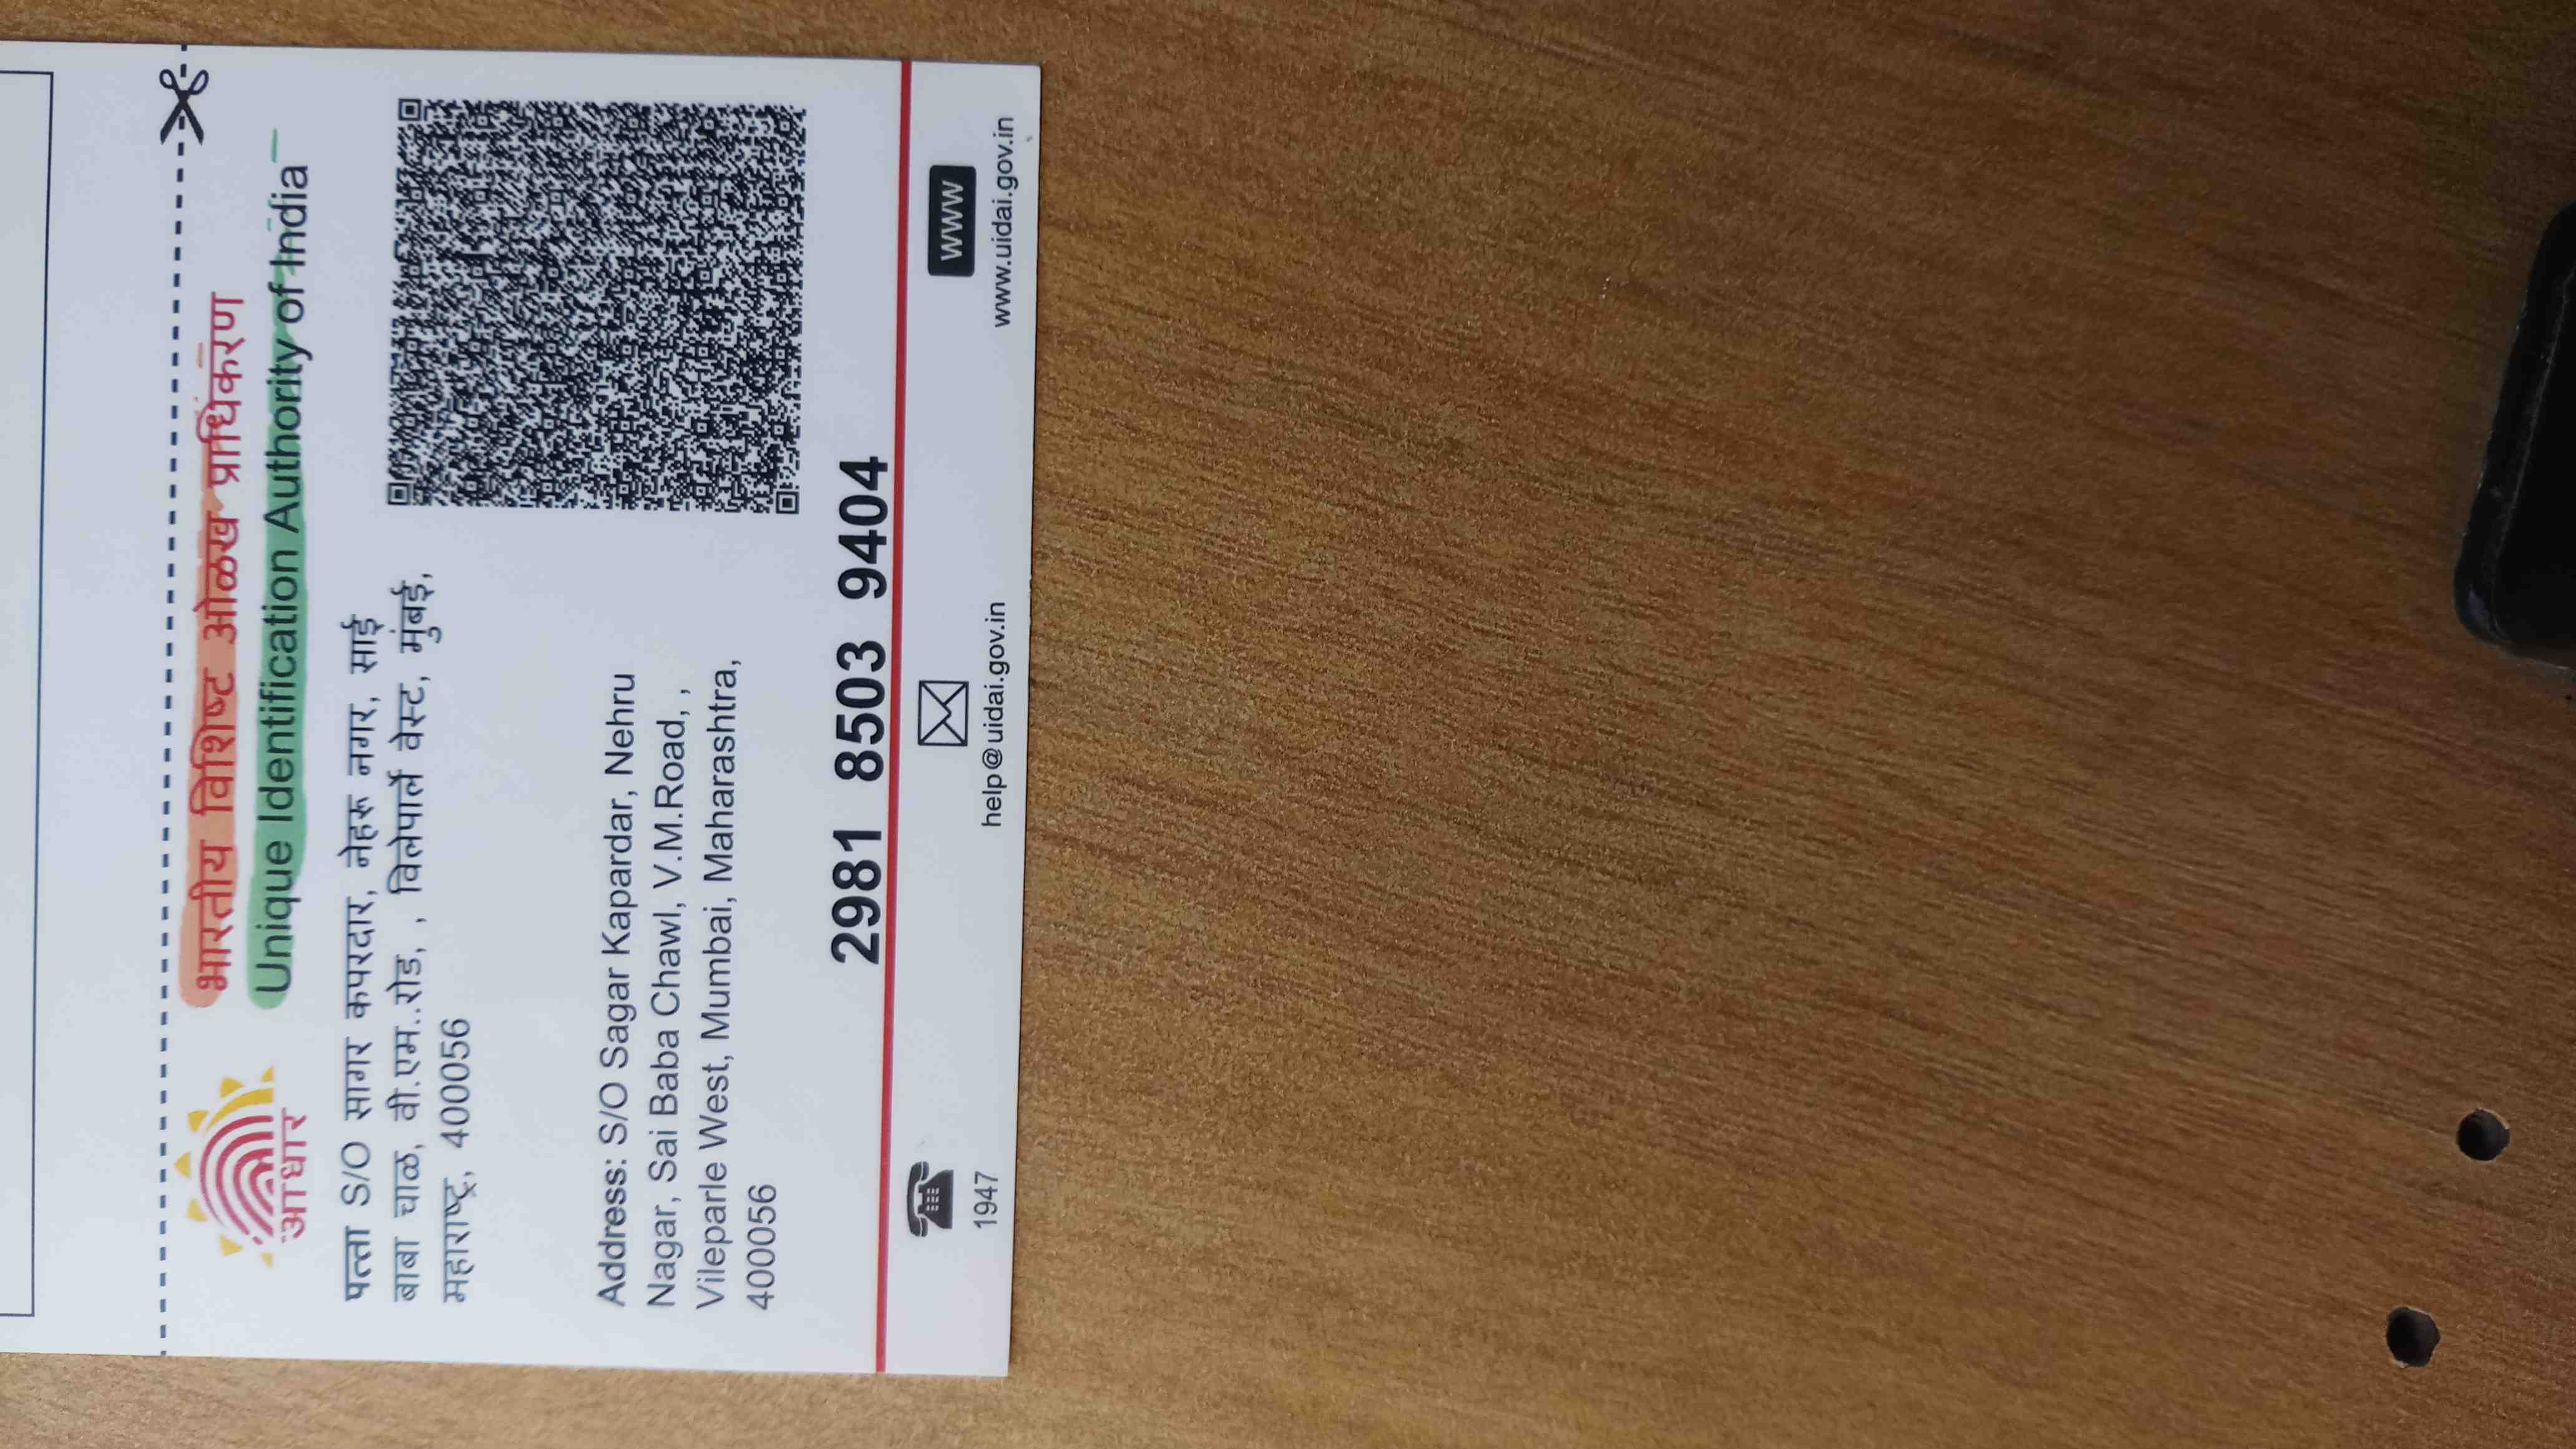 भारतीय विशिष्ट ओळख प्राधिकरण
Unique Identification Authority of India
आधार
पत्ता S/O सागर कपरदार, नेहरू नगर, साई
बाबा चाळ, वी.एम..रोड, , विलेपार्ले वेस्ट, मुंबई,
महाराष्ट्र, 400056
Address: S/O Sagar Kapardar, Nehru
Nagar, Sai Baba Chawl, V.M.Road, ,
Vileparle West, Mumbai, Maharashtra,
400056
2981 8503 9404
1947
help@uidai.gov.in
WWW
www.uidai.gov.in